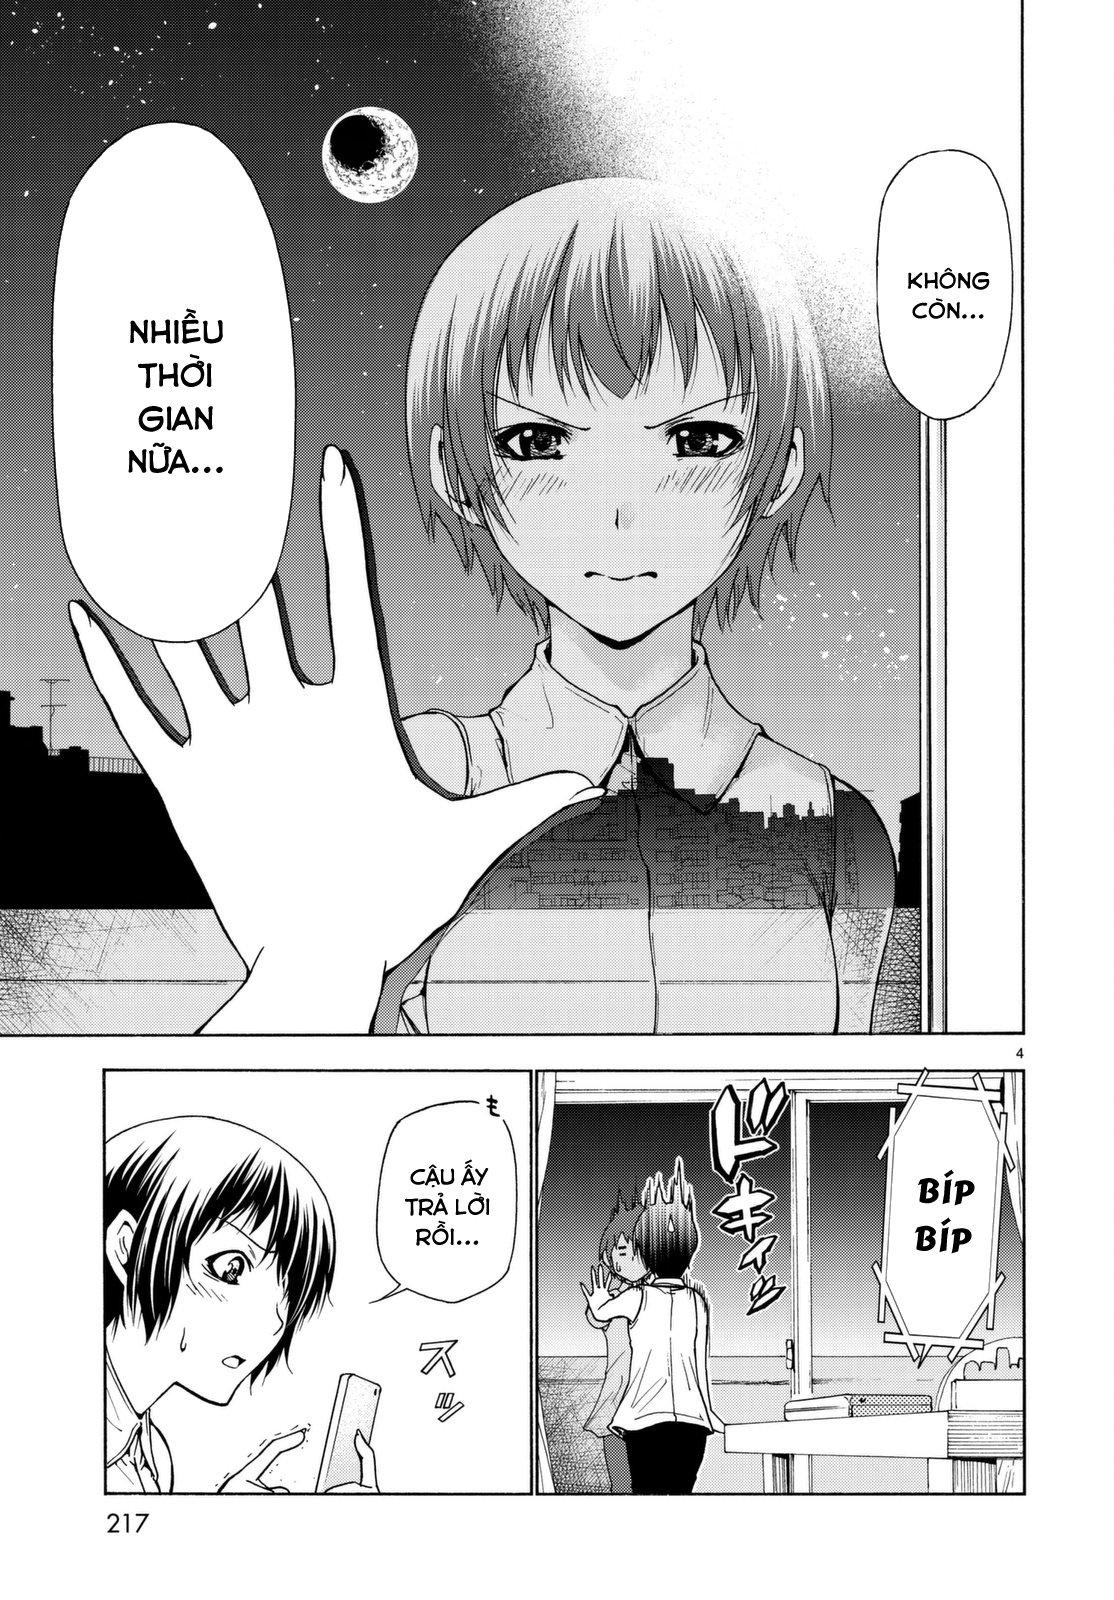 KHÔNG
CÒN...
NHIỀU
THỜI
GIAN
NỮA...
4
BÍP
BÍP
ドキィッ
も
CẬU ẤY
TRẢ LỜI
RỒI...
スッ
217